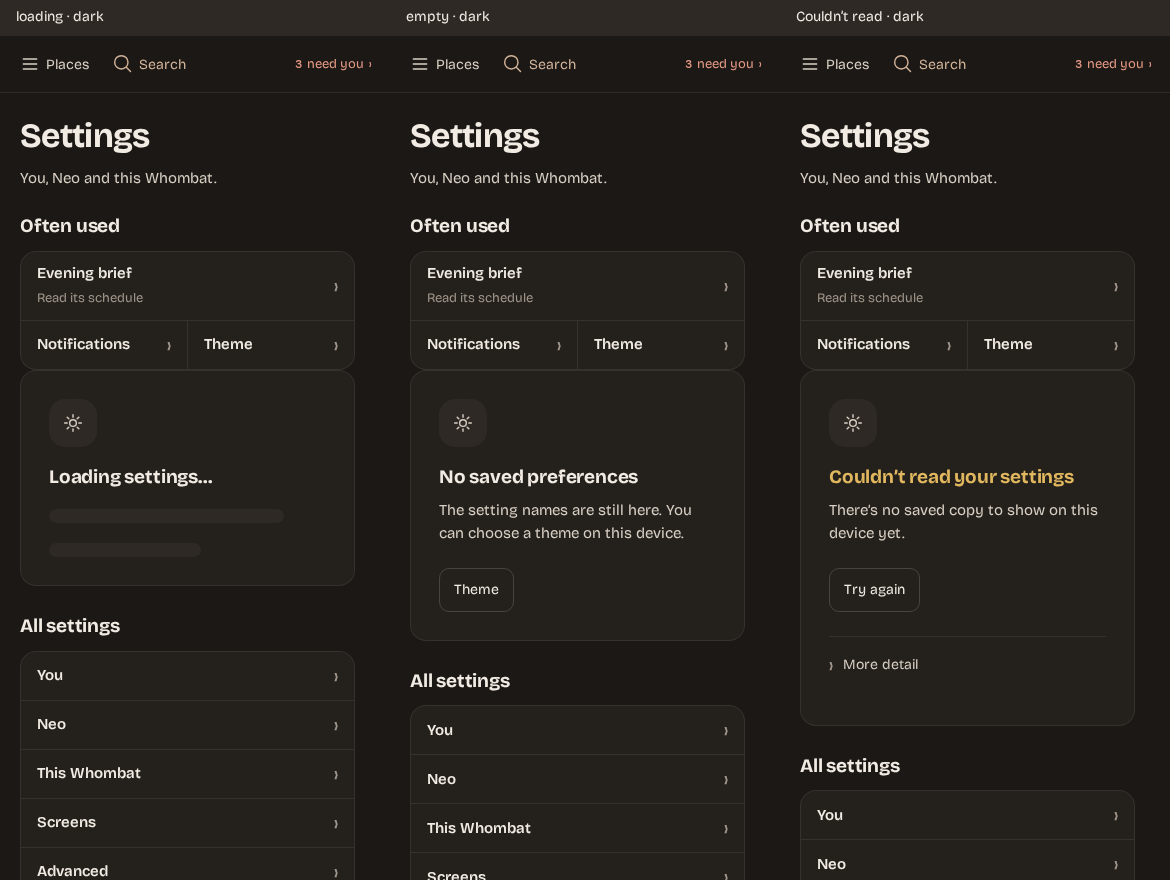 loading · dark
Places
Search
3 need you ›
Settings
You, Neo and this Whombat.
Often used
Evening brief
Read its schedule
Notifications
Theme
Loading settings…
All settings
You
Neo
This Whombat
Screens
Advanced
empty · dark
Places
Search
3 need you ›
Settings
You, Neo and this Whombat.
Often used
Evening brief
Read its schedule
Notifications
Theme
No saved preferences
The setting names are still here. You
can choose a theme on this device.
Theme
All settings
You
Neo
This Whombat
Screens
Couldn’t read · dark
Places
Search
3 need you ›
Settings
You, Neo and this Whombat.
Often used
Evening brief
Read its schedule
Notifications
Theme
Couldn’t read your settings
There’s no saved copy to show on this
device yet.
Try again
More detail
All settings
You
Neo